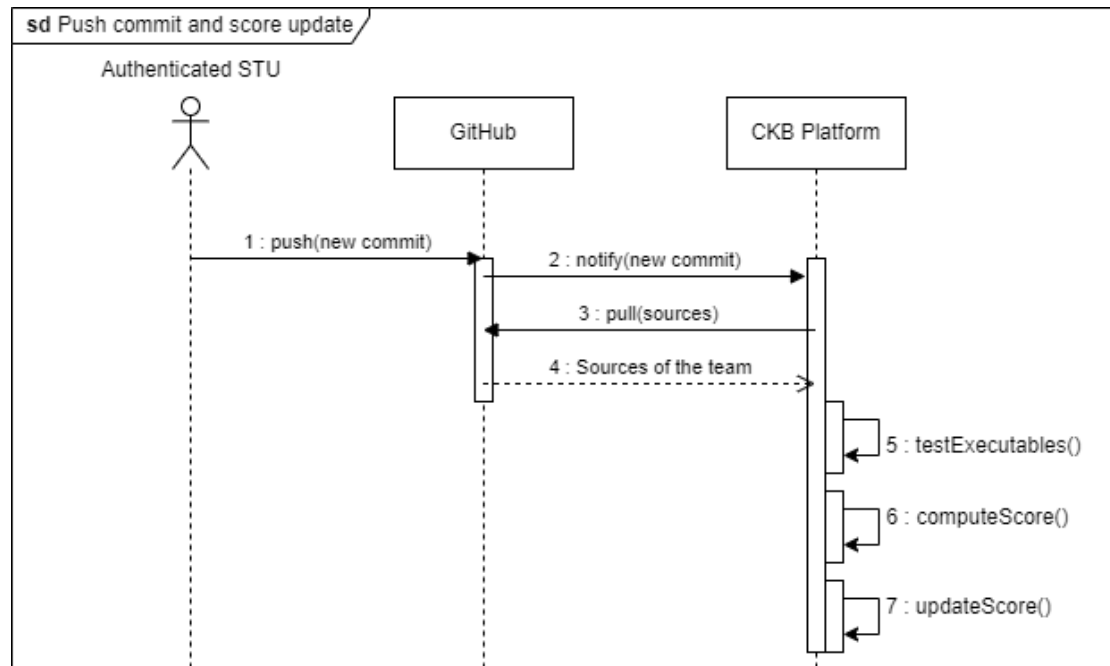 sd Push commit and score update
Authenticated STU
GitHub
CKB Platform
1 : push(new commit)
2 : notify(new commit)
3 : pull(sources)
4 : Sources of the team
5 : testExecutables()
6 : computeScore()
7 : updateScore()